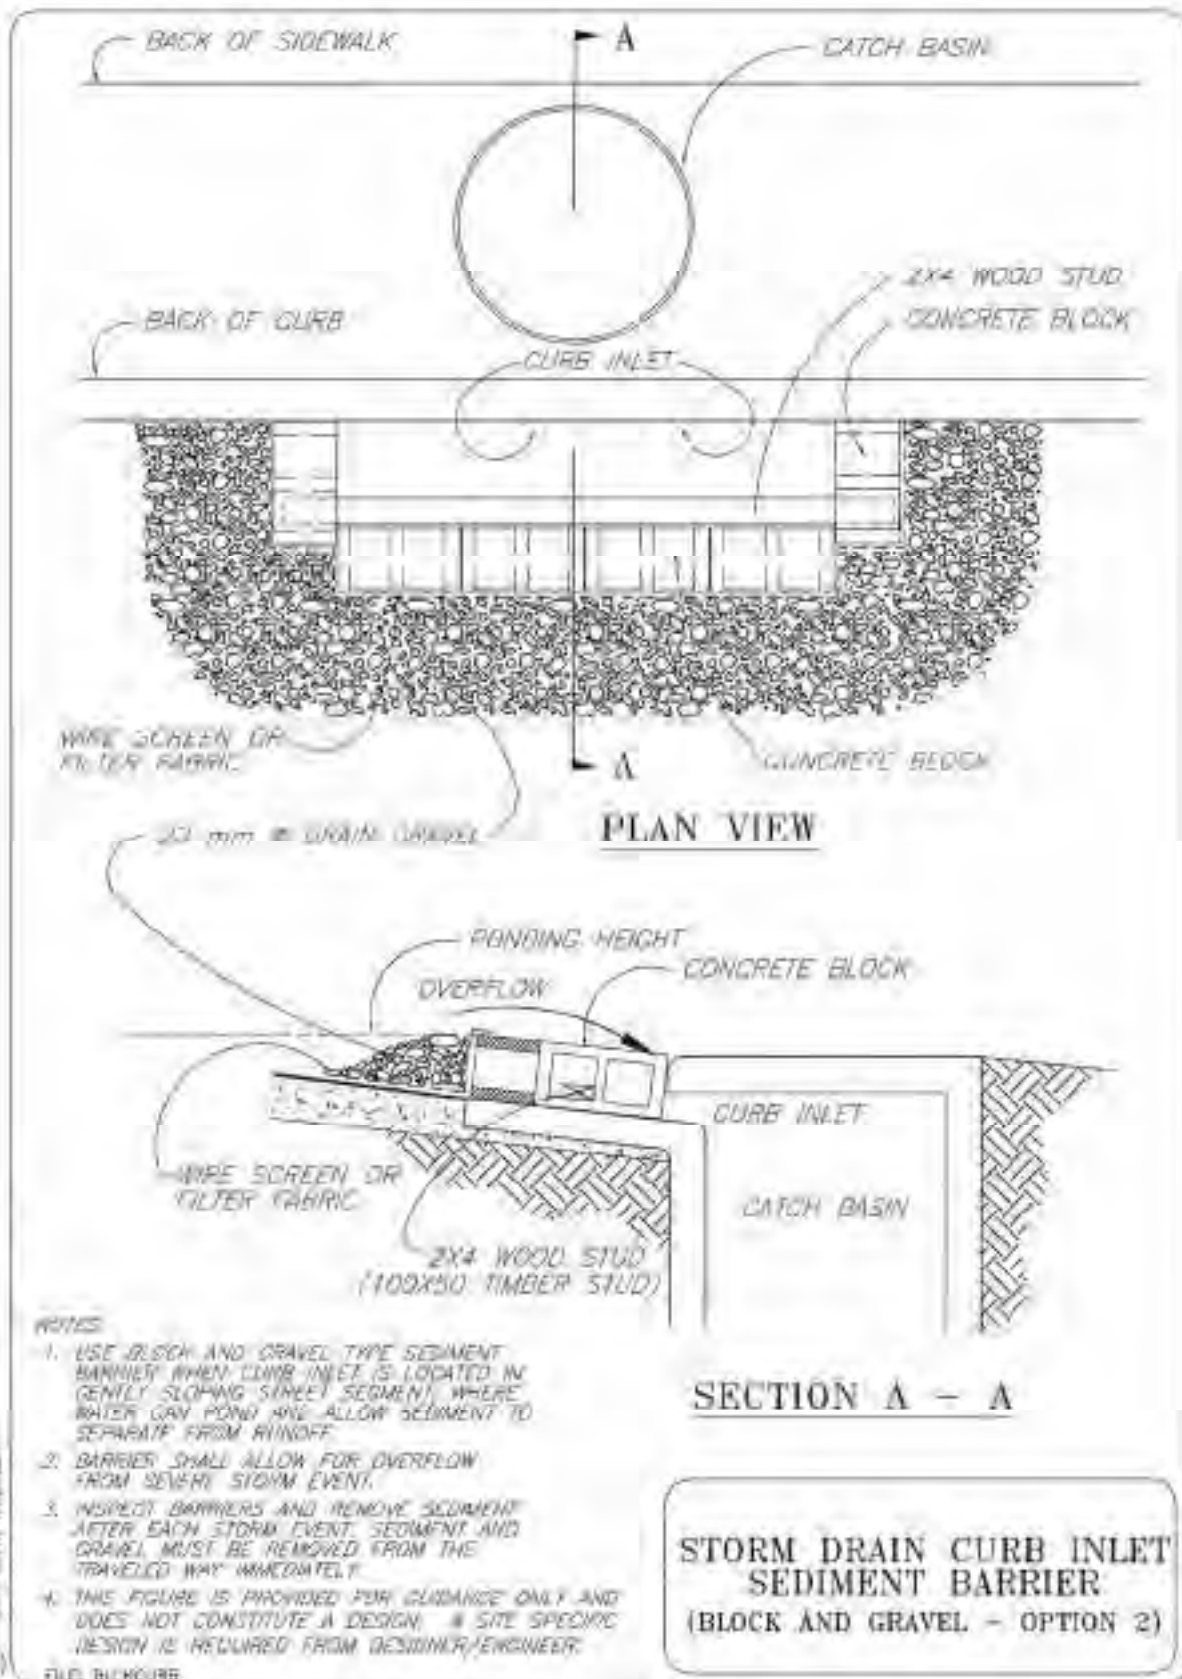 BACK OF SIDEWALK
A
CATCH BASIN
2X4 WOOD STUD
CONCRETE BLOCK
BACK OF CURB
CURB INLET
WIRE SCREEN OR
FILTER FABRIC
A
CONCRETE BLOCK
mm DRAIN GRAVEL
PLAN VIEW
PONDING HEIGHT
CONCRETE BLOCK
OVERFLOW
CURB INLET
WIRE SCREEN OR
FILTER FABRIC
CATCH BASIN
2X4 WOOD STUD
(100X50 TIMBER STUD)
NOTES:
1. USE BLOCK AND GRAVEL TYPE SEDIMENT
BARRIER WHEN CURB INLET IS LOCATED IN
GENTLY SLOPING STREET SEGMENT, WHERE
WATER CAN POND AND ALLOW SEDIMENT TO
SEPARATE FROM RUNOFF.
2. BARRIER SHALL ALLOW FOR OVERFLOW
FROM SEVERE STORM EVENT.
3. INSPECT BARRIERS AND REMOVE SEDIMENT
AFTER EACH STORM EVENT. SEDIMENT AND
GRAVEL MUST BE REMOVED FROM THE
TRAVELED WAY IMMEDIATELY.
4. THIS FIGURE IS PROVIDED FOR GUIDANCE ONLY AND
DOES NOT CONSTITUTE A DESIGN; A SITE SPECIFIC
DESIGN IS REQUIRED FROM DESIGNER/ENGINEER.
SECTION A - A
STORM DRAIN CURB INLET
SEDIMENT BARRIER
(BLOCK AND GRAVEL - OPTION 2)